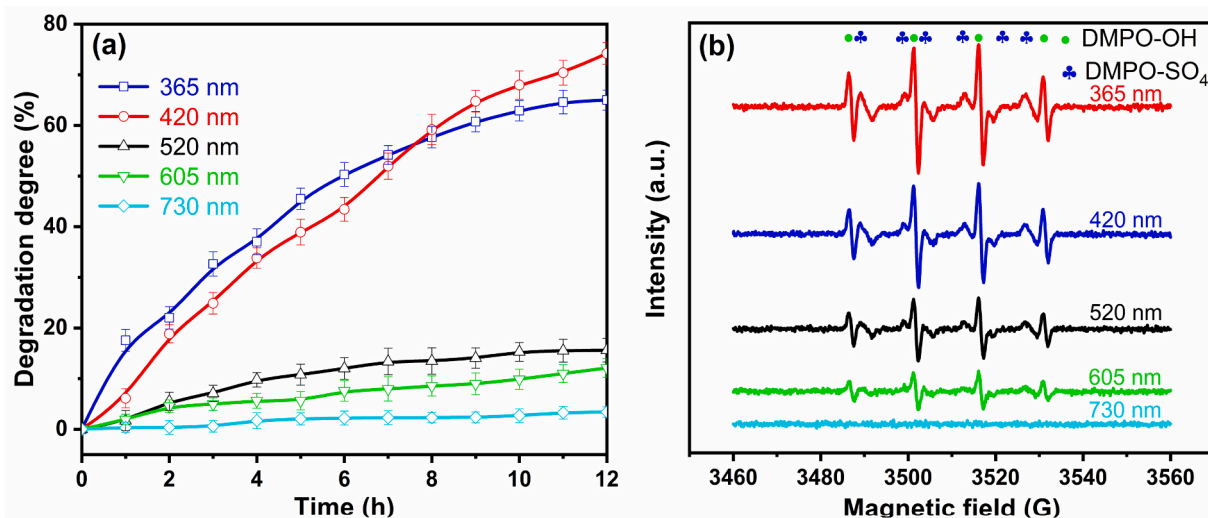 (a)
365 nm
420 nm
520 nm
605 nm
730 nm
Degradation degree (%)
80
60
40
20
0
0 2 4 6 8 10 12
Time (h)
(b)
DMPO-OH
DMPO-SO4
365 nm
420 nm
520 nm
605 nm
730 nm
Intensity (a.u.)
3460 3480 3500 3520 3540 3560
Magnetic field (G)